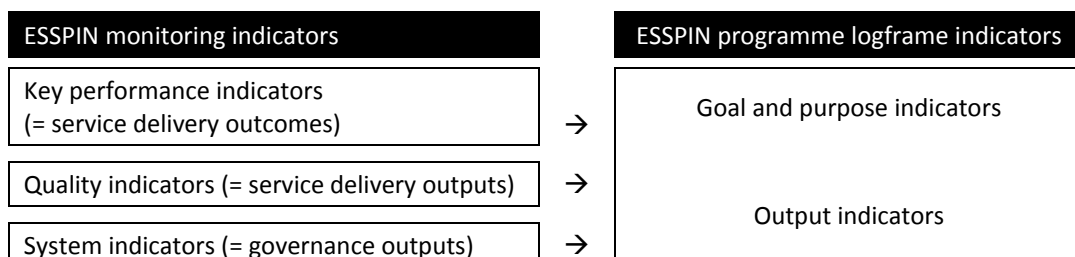 ESSPIN monitoring indicators
ESSPIN programme logframe indicators
Key performance indicators
(= service delivery outcomes)
→
Goal and purpose indicators
Quality indicators (= service delivery outputs)
→
Output indicators
System indicators (= governance outputs)
→